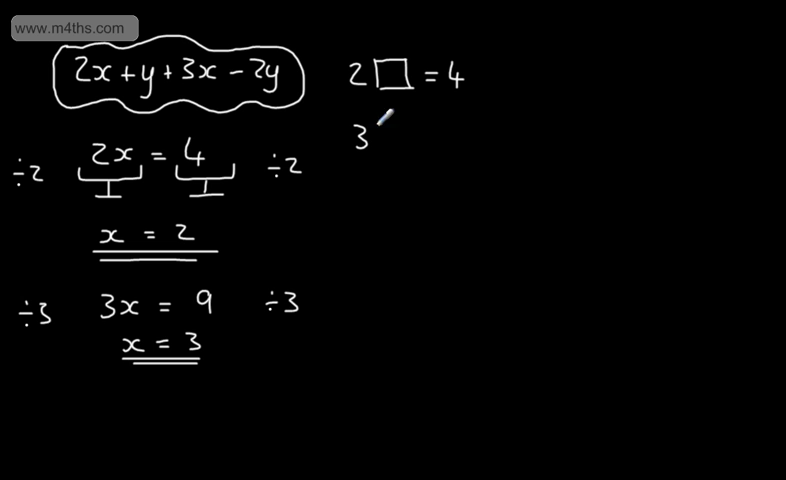 www.m4ths.com
2x + y + 3x - 2y
÷2 2x = 4 ÷2
x = 2
÷3 3x = 9 ÷3
x = 3
2□ = 4
3